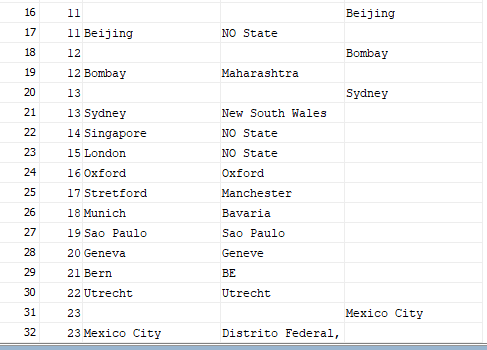 16 11 Beijing
17 11 Beijing NO State
18 12 Bombay
19 12 Bombay Maharashtra
20 13 Sydney
21 13 Sydney New South Wales
22 14 Singapore NO State
23 15 London NO State
24 16 Oxford Oxford
25 17 Stretford Manchester
26 18 Munich Bavaria
27 19 Sao Paulo Sao Paulo
28 20 Geneva Geneve
29 21 Bern BE
30 22 Utrecht Utrecht
31 23 Mexico City
32 23 Mexico City Distrito Federal,